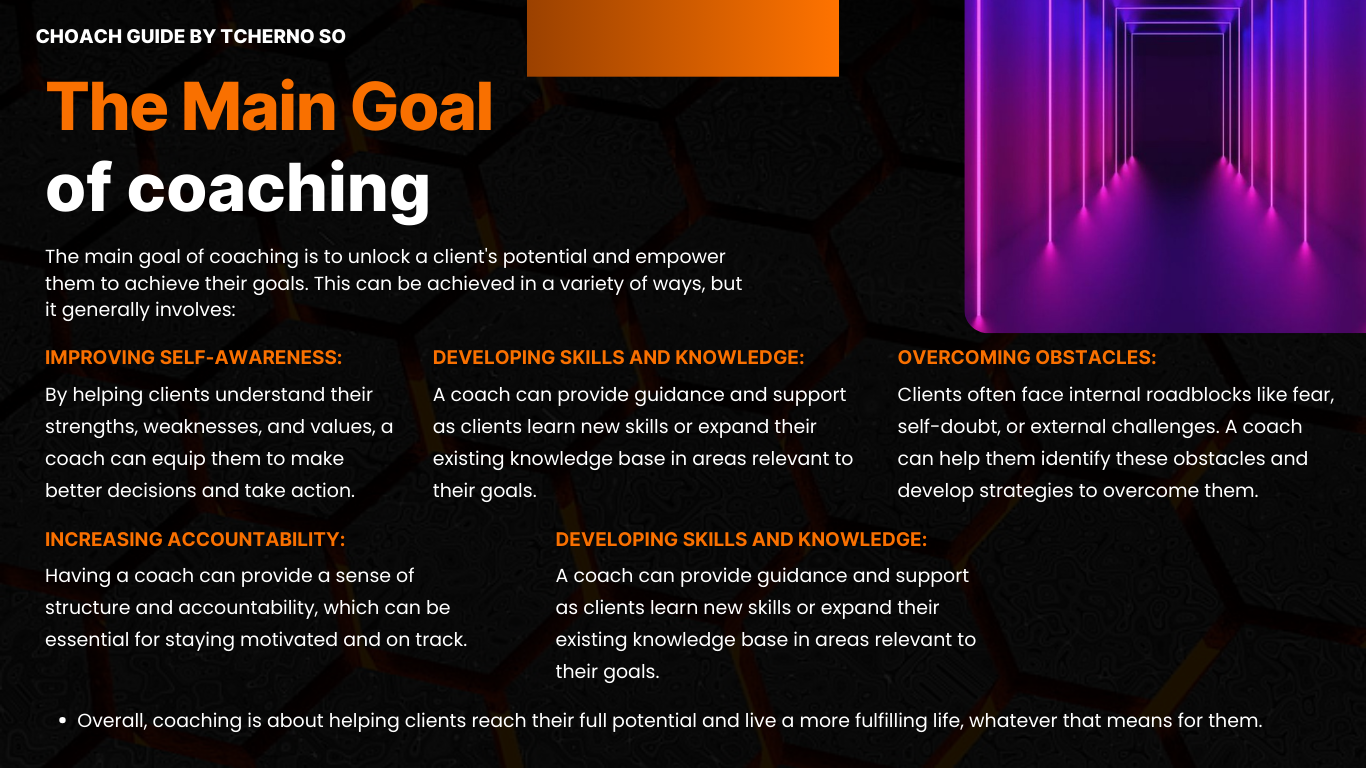 CHOACH GUIDE BY TCHERNO SO
The Main Goal
of coaching
The main goal of coaching is to unlock a client's potential and empower
them to achieve their goals. This can be achieved in a variety of ways, but
it generally involves:
IMPROVING SELF-AWARENESS:
By helping clients understand their
strengths, weaknesses, and values, a
coach can equip them to make
better decisions and take action.
DEVELOPING SKILLS AND KNOWLEDGE:
A coach can provide guidance and support
as clients learn new skills or expand their
existing knowledge base in areas relevant to
their goals.
OVERCOMING OBSTACLES:
Clients often face internal roadblocks like fear,
self-doubt, or external challenges. A coach
can help them identify these obstacles and
develop strategies to overcome them.
INCREASING ACCOUNTABILITY:
Having a coach can provide a sense of
structure and accountability, which can be
essential for staying motivated and on track.
DEVELOPING SKILLS AND KNOWLEDGE:
A coach can provide guidance and support
as clients learn new skills or expand their
existing knowledge base in areas relevant to
their goals.
• Overall, coaching is about helping clients reach their full potential and live a more fulfilling life, whatever that means for them.